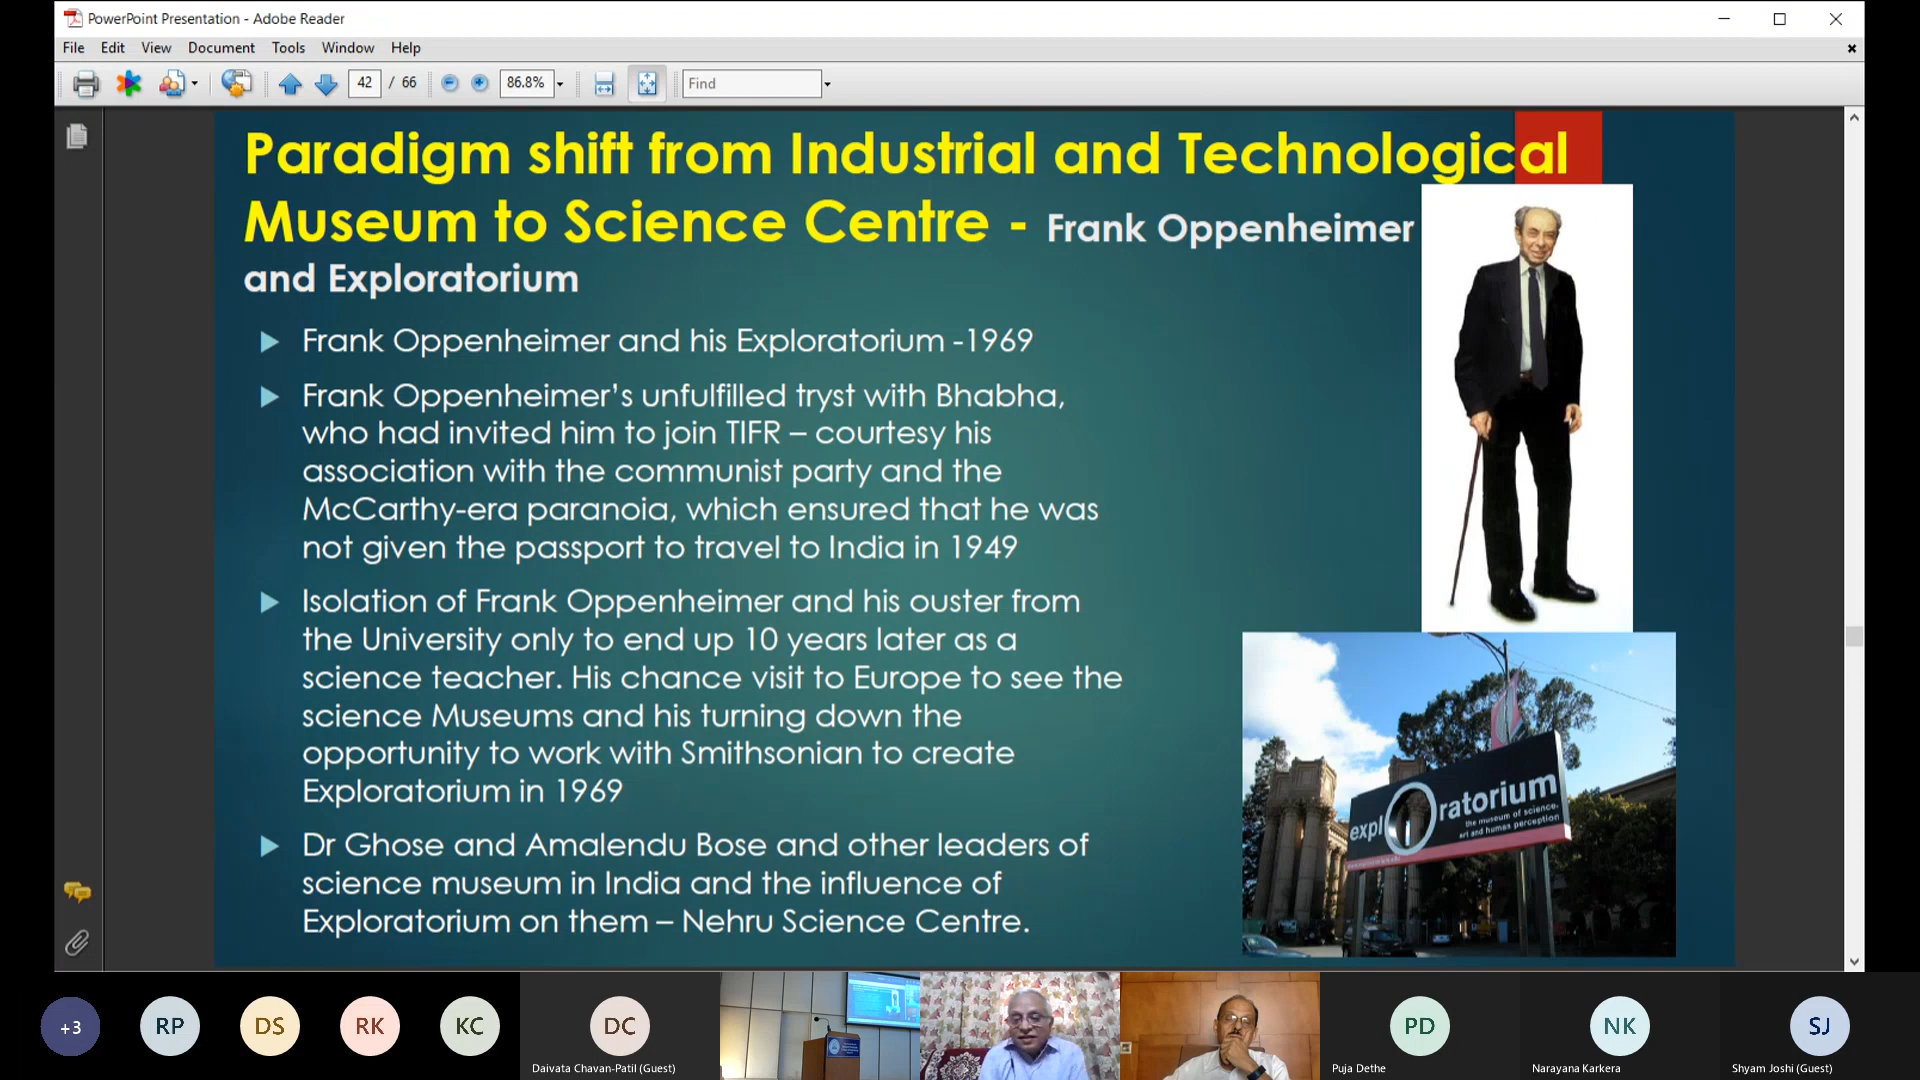 PowerPoint Presentation - Adobe Reader
File Edit View Document Tools Window Help
42 / 66 86.8% Find
Paradigm shift from Industrial and Technological
Museum to Science Centre - Frank Oppenheimer
and Exploratorium
Frank Oppenheimer and his Exploratorium -1969
Frank Oppenheimer's unfulfilled tryst with Bhabha,
who had invited him to join TIFR – courtesy his
association with the communist party and the
McCarthy-era paranoia, which ensured that he was
not given the passport to travel to India in 1949
Isolation of Frank Oppenheimer and his ouster from
the University only to end up 10 years later as a
science teacher. His chance visit to Europe to see the
science Museums and his turning down the
opportunity to work with Smithsonian to create
Exploratorium in 1969
Dr Ghose and Amalendu Bose and other leaders of
science museum in India and the influence of
Exploratorium on them – Nehru Science Centre.
explOratorium
the museum of science,
art and human perception
+3 RP DS RK KC DC PD NK SJ
Daivata Chavan-Patil (Guest) Puja Dethe Narayana Karkera Shyam Joshi (Guest)